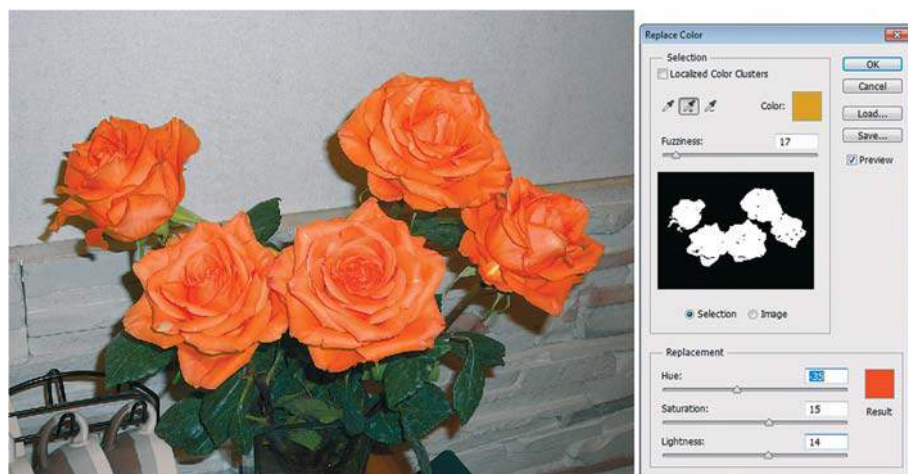 Replace Color
Selection
Localized Color Clusters
Color:
Fuzziness: 17
Selection Image
OK
Cancel
Load...
Save...
Preview
Replacement
Hue: -35
Saturation: 15
Result
Lightness: 14